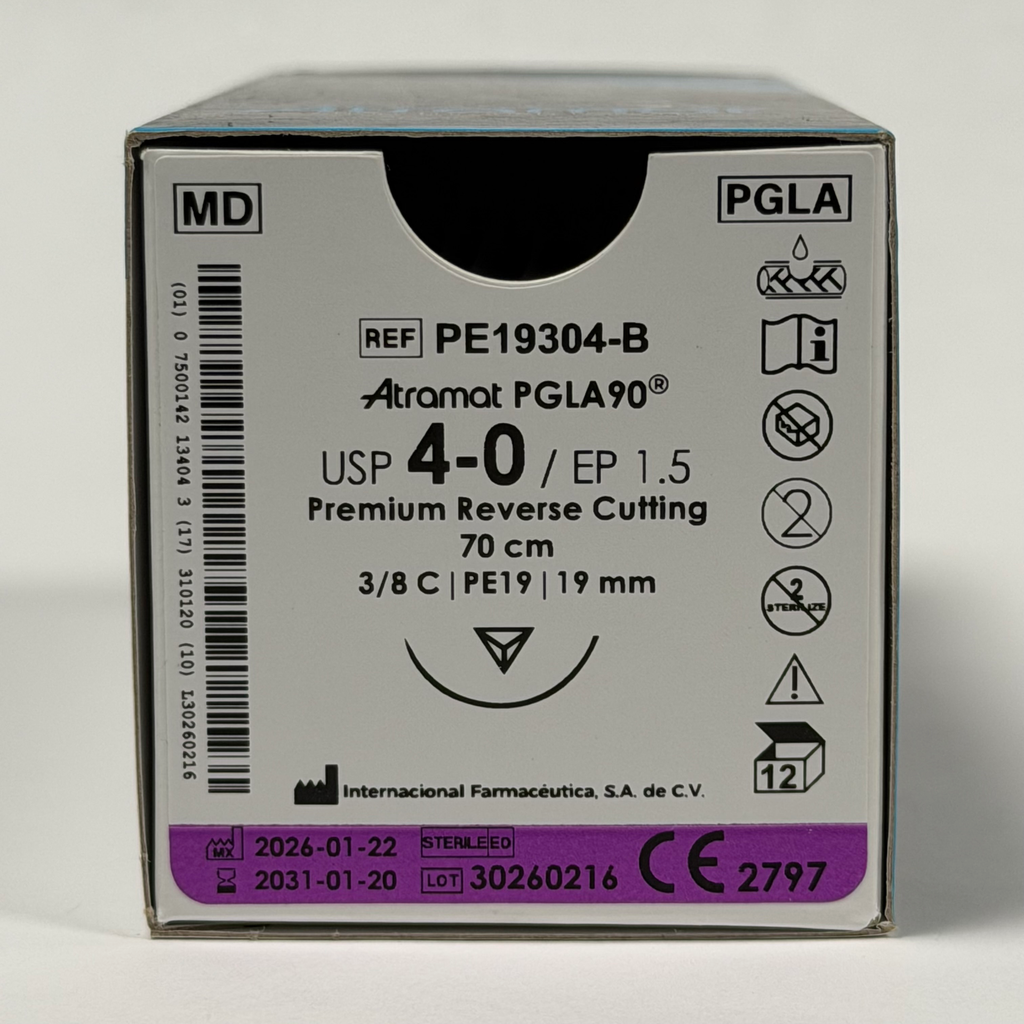 MD
PGLA
(01) 0 7500142 13404 3 (17) 310120 (10) L30260216
REF PE19304-B
Atramat PGLA90®
USP 4-0 / EP 1.5
Premium Reverse Cutting
70 cm
3/8 C | PE19 | 19 mm
2
2 STERILIZE
12
Internacional Farmacéutica, S.A. de C.V.
MX 2026-01-22 STERILE EO
2031-01-20 LOT 30260216 CE 2797